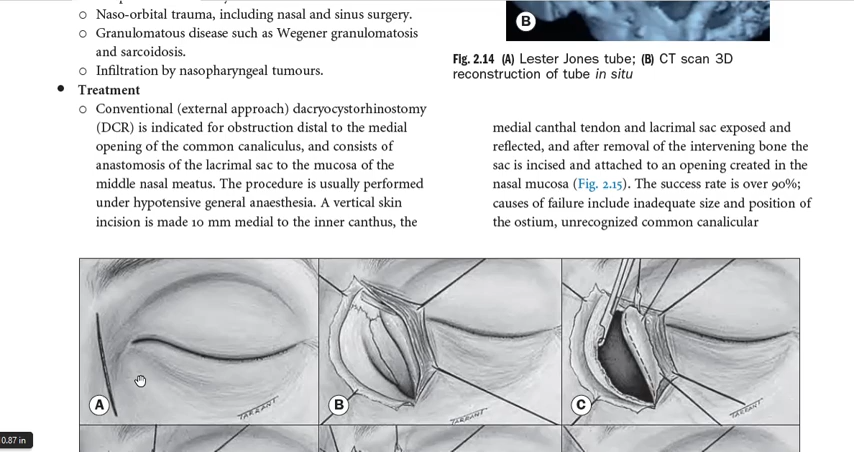 ○ Naso-orbital trauma, including nasal and sinus surgery.
○ Granulomatous disease such as Wegener granulomatosis
and sarcoidosis.
○ Infiltration by nasopharyngeal tumours.
● Treatment
○ Conventional (external approach) dacryocystorhinostomy
(DCR) is indicated for obstruction distal to the medial
opening of the common canaliculus, and consists of
anastomosis of the lacrimal sac to the mucosa of the
middle nasal meatus. The procedure is usually performed
under hypotensive general anaesthesia. A vertical skin
incision is made 10 mm medial to the inner canthus, the
B
Fig. 2.14 (A) Lester Jones tube; (B) CT scan 3D
reconstruction of tube in situ
medial canthal tendon and lacrimal sac exposed and
reflected, and after removal of the intervening bone the
sac is incised and attached to an opening created in the
nasal mucosa (Fig. 2.15). The success rate is over 90%;
causes of failure include inadequate size and position of
the ostium, unrecognized common canalicular
A
TARRANT
B
TARRANT
C
TARRANT
0.87 in